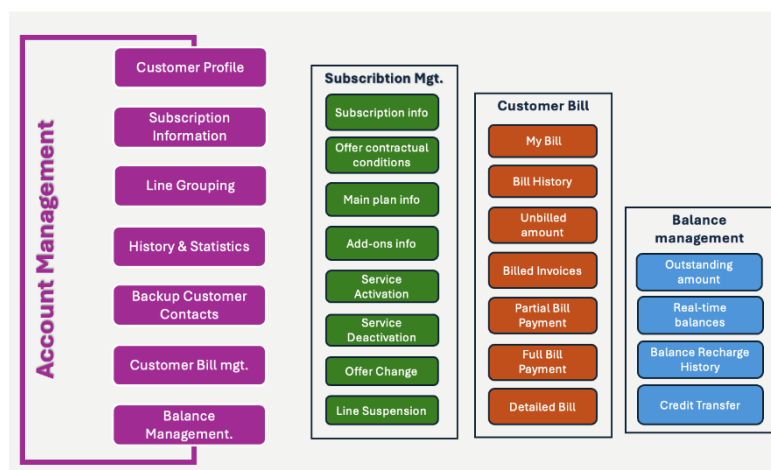 Account Management
Customer Profile
Subscription
Information
Line Grouping
History & Statistics
Backup Customer
Contacts
Customer Bill mgt.
Balance
Management.
Subscribtion Mgt.
Subscription info
Offer contractual
conditions
Main plan info
Add-ons info
Service
Activation
Service
Deactivation
Offer Change
Line Suspension
Customer Bill
My Bill
Bill History
Unbilled
amount
Billed Invoices
Partial Bill
Payment
Full Bill
Payment
Detailed Bill
Balance
management
Outstanding
amount
Real-time
balances
Balance Recharge
History
Credit Transfer